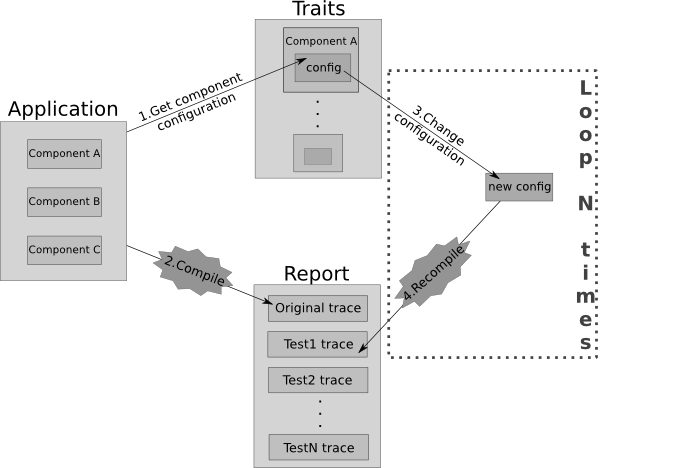 Traits
Component A
config
1.Get component
configuration
Application
Component A
Component B
Component C
3.Change
configuration
new config
Loop N times
2.Compile
4.Recompile
Report
Original trace
Test1 trace
Test2 trace
TestN trace